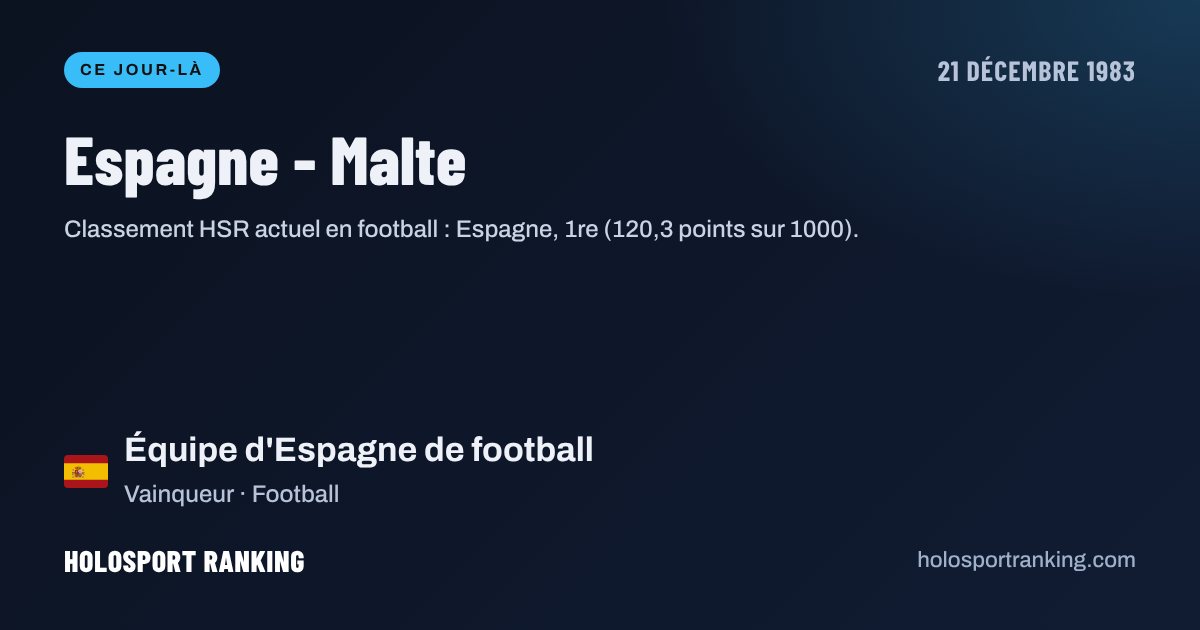 CE JOUR-LÀ
21 DÉCEMBRE 1983
Espagne - Malte
Classement HSR actuel en football : Espagne, 1re (120,3 points sur 1000).
Équipe d'Espagne de football
Vainqueur · Football
HOLOSPORT RANKING
holosportranking.com